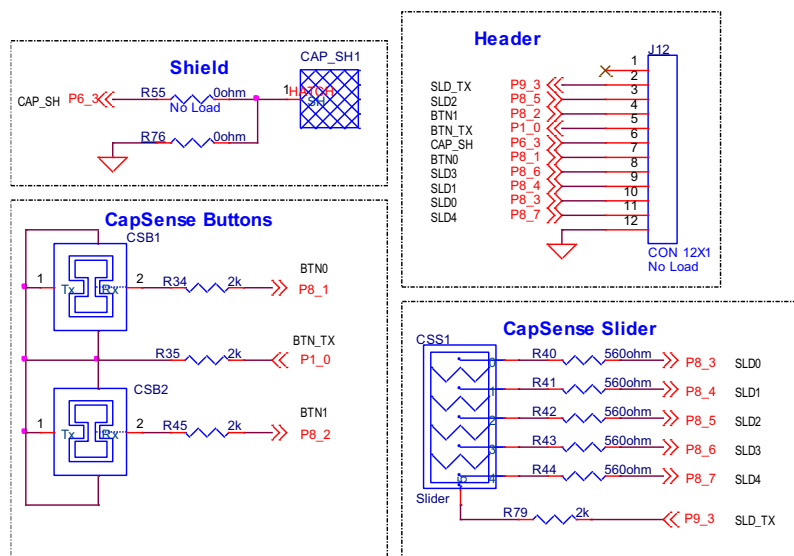 Shield
CAP_SH1
CAP_SH P6_3 R55 0ohm 1 HATCH
No Load SH
R76 0ohm
Header
J12
1
SLD_TX P9_3 2
SLD2 P8_5 3
BTN1 P8_2 4
BTN_TX P1_0 5
CAP_SH P6_3 6
BTN0 P8_1 7
SLD3 P8_6 8
SLD1 P8_4 9
SLD0 P8_3 10
SLD4 P8_7 11
12
CON 12X1
No Load
CapSense Buttons
CSB1
BTN0
1 Tx Rx 2 R34 2k P8_1
BTN_TX
R35 2k P1_0
CSB2
BTN1
1 Tx Rx 2 R45 2k P8_2
CapSense Slider
CSS1
0 R40 560ohm P8_3 SLD0
1 R41 560ohm P8_4 SLD1
2 R42 560ohm P8_5 SLD2
3 R43 560ohm P8_6 SLD3
5 4 R44 560ohm P8_7 SLD4
Slider
R79 2k P9_3 SLD_TX